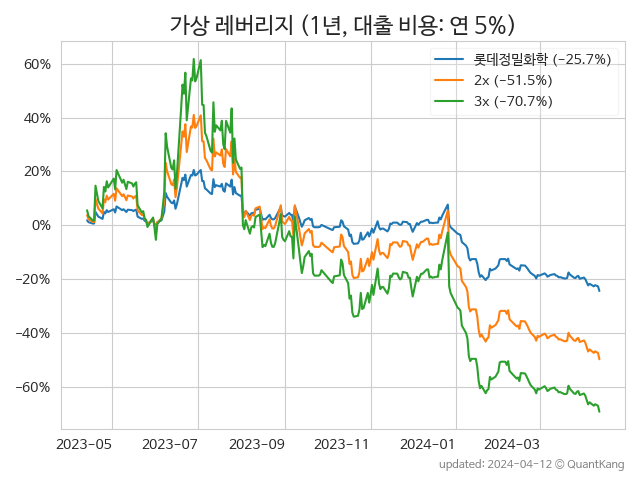 가상 레버리지 (1년, 대출 비용: 연 5%)
롯데정밀화학 (−25.7%)
2x (−51.5%)
3x (−70.7%)
60%
40%
20%
0%
−20%
−40%
−60%
2023-05 2023-07 2023-09 2023-11 2024-01 2024-03
updated: 2024-04-12 © QuantKang